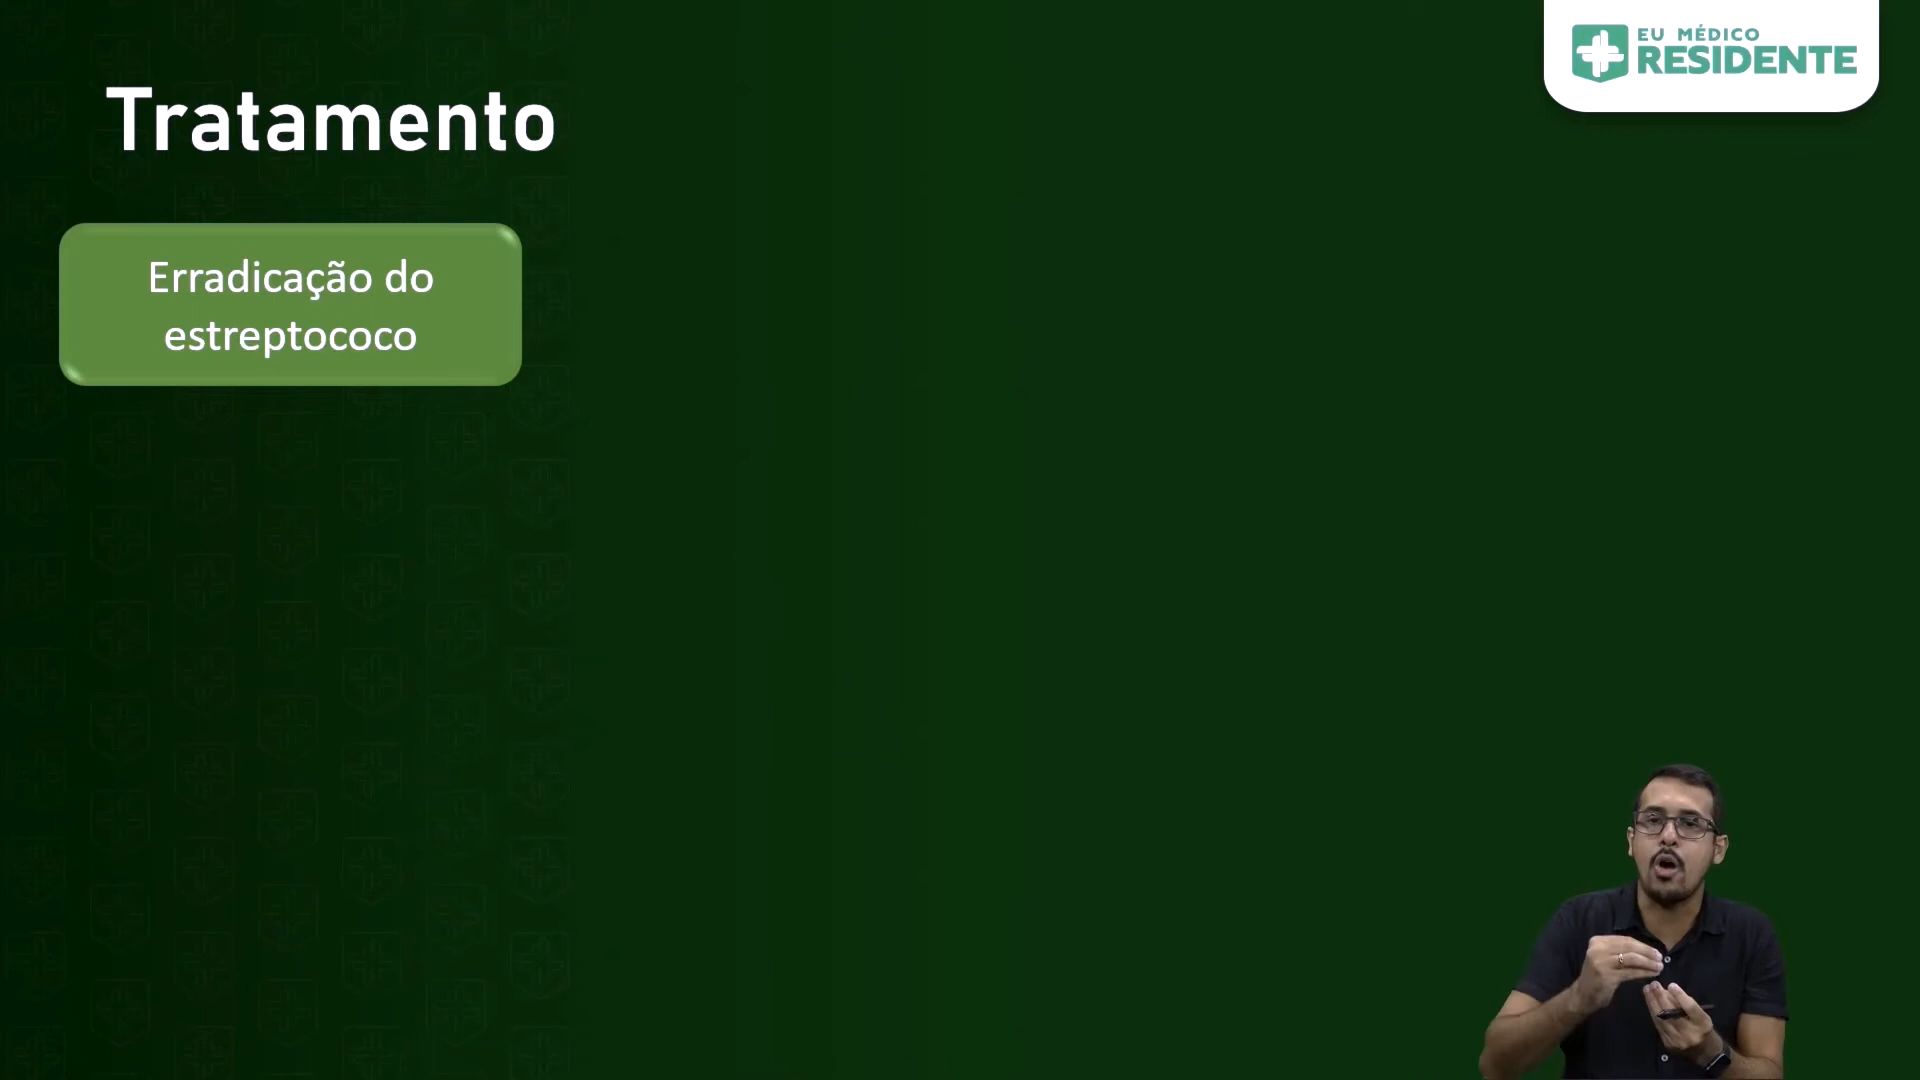 EU MÉDICO
RESIDENTE
Tratamento
Erradicação do
estreptococo